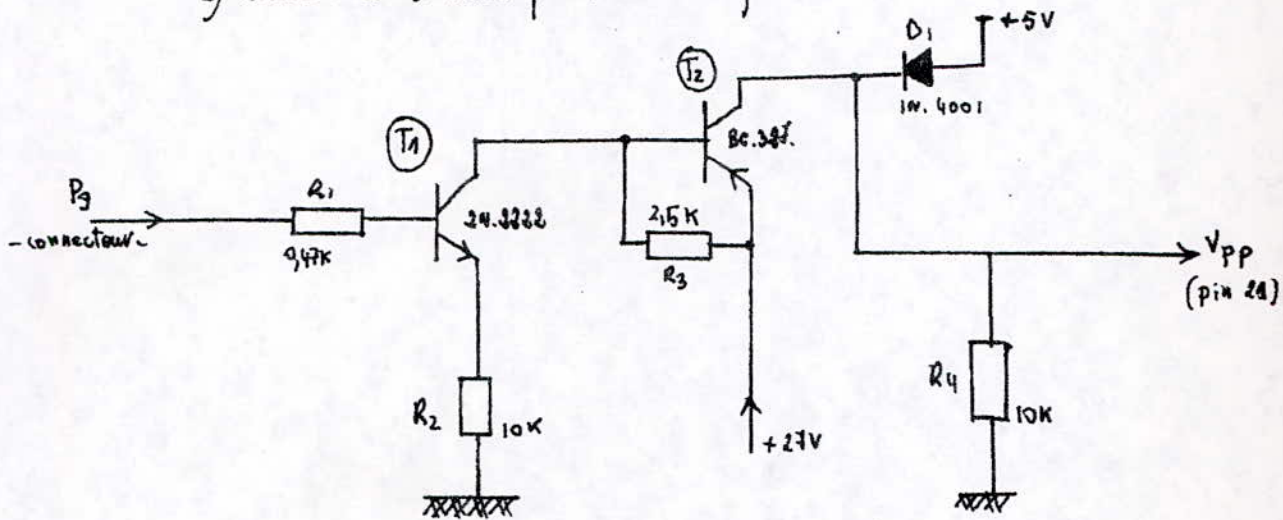 +5V
D1
T2
1N.4001
T1
BC.327.
P9
R1
2N.2222
2,5K
- connecteur -
0,47K
R3
VPP
(pin 21)
R2
10K
R4
10K
+27V